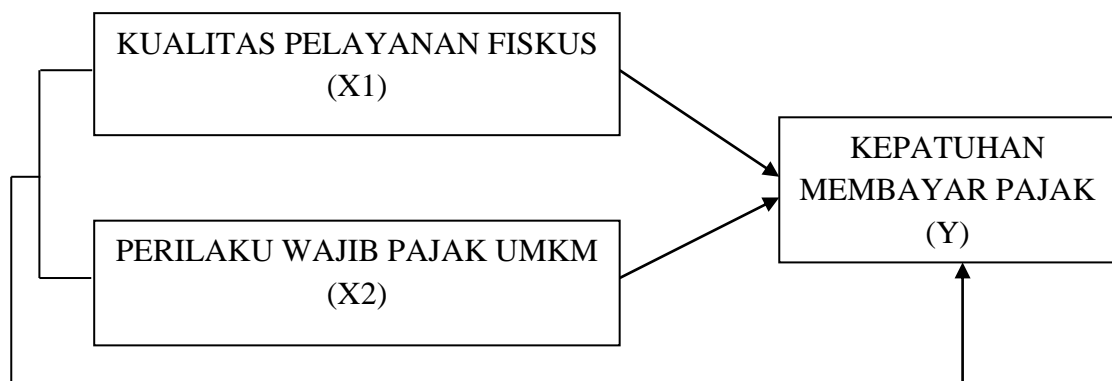 KUALITAS PELAYANAN FISKUS
(X1)
KEPATUHAN
MEMBAYAR PAJAK
(Y)
PERILAKU WAJIB PAJAK UMKM
(X2)